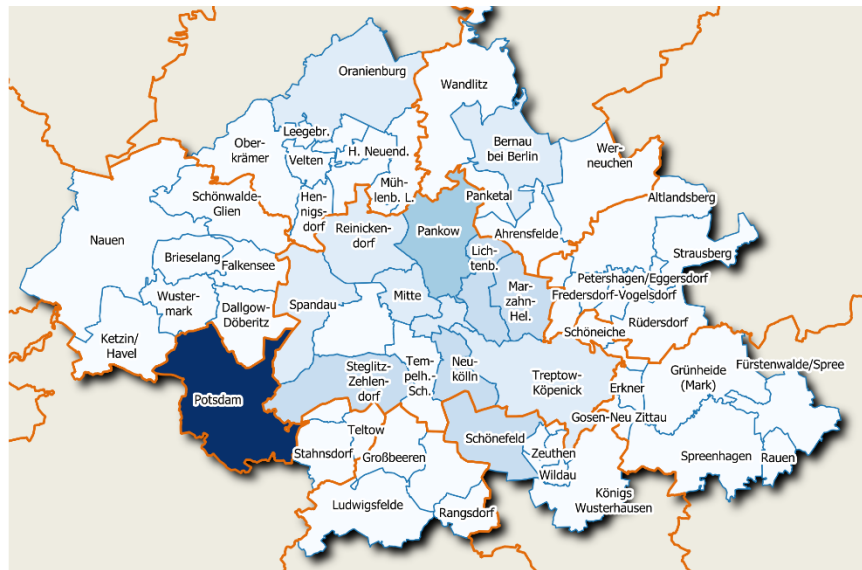 Oranienburg
Wandlitz
Leegebr.
Ober-
krämer
Velten
H. Neuend.
Bernau
bei Berlin
Wer-
neuchen
Müh-
lenb. L.
Hen-
nigs-
dorf
Panketal
Schönwalde-
Glien
Altlandsberg
Nauen
Reinicken-
dorf
Pankow
Ahrensfelde
Strausberg
Lich-
tenb.
Brieselang
Falkensee
Petershagen/Eggersdorf
Fredersdorf-Vogelsdorf
Mar-
zahn-
Hel.
Mitte
Spandau
Wuster-
mark
Dallgow-
Döberitz
Rüdersdorf
Schöneiche
Ketzin/
Havel
Steglitz-
Zehlen-
dorf
Tem-
pelh.-
Sch.
Neu-
kölln
Treptow-
Köpenick
Grünheide
(Mark)
Fürstenwalde/Spree
Erkner
Potsdam
Gosen-Neu Zittau
Teltow
Schönefeld
Stahnsdorf
Großbeeren
Zeuthen
Wildau
Spreenhagen
Rauen
Königs
Wusterhausen
Ludwigsfelde
Rangsdorf